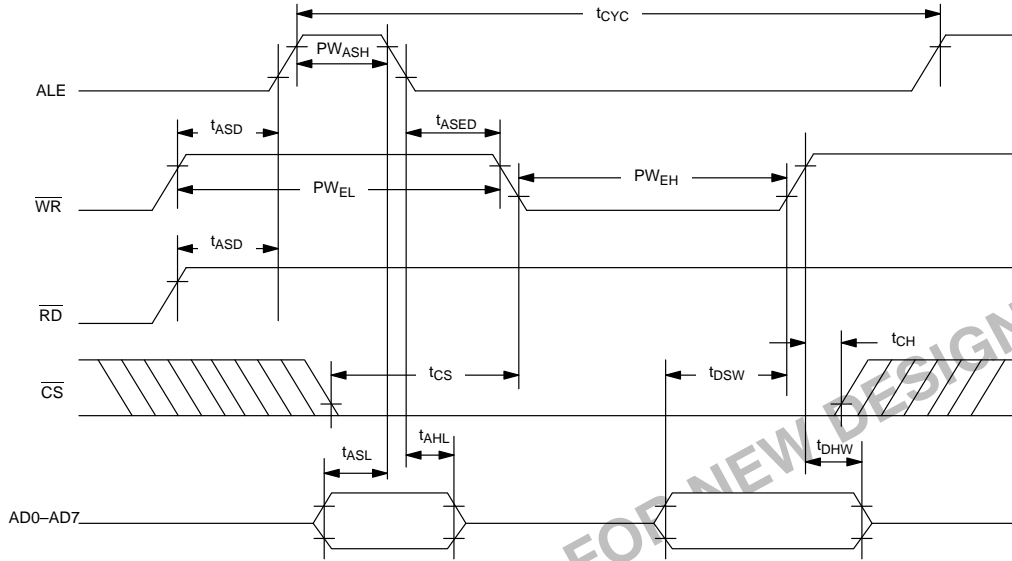 tCYC
PWASH
ALE
tASD
tASED
PWEL
PWEH
WR
tASD
RD
tCH
tCS
tDSW
CS
tAHL
tASL
tDHW
AD0–AD7
FOR NEW DESIGN